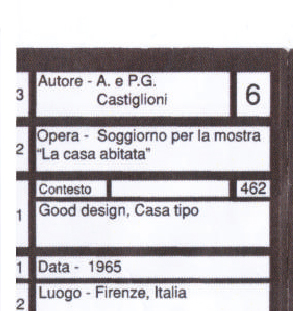 3 Autore - A. e P.G. 6
Castiglioni
2 Opera - Soggiorno per la mostra
"La casa abitata"
Contesto 462
1 Good design, Casa tipo
1 Data - 1965
2 Luogo - Firenze, Italia